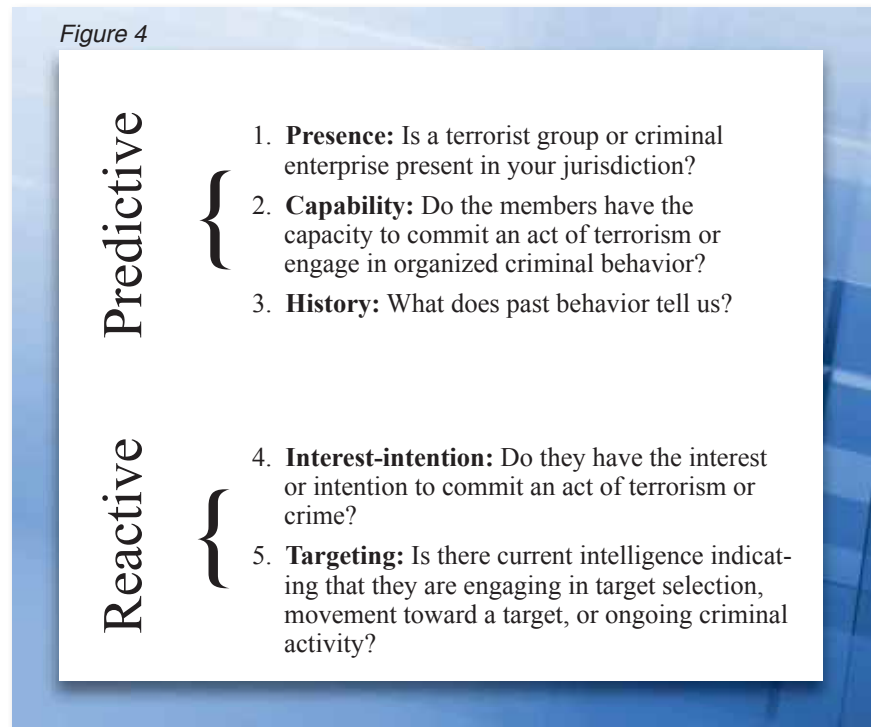 Figure 4
Predictive
{
1. Presence: Is a terrorist group or criminal
enterprise present in your jurisdiction?
2. Capability: Do the members have the
capacity to commit an act of terrorism or
engage in organized criminal behavior?
3. History: What does past behavior tell us?
Reactive
{
4. Interest-intention: Do they have the interest
or intention to commit an act of terrorism or
crime?
5. Targeting: Is there current intelligence indicat-
ing that they are engaging in target selection,
movement toward a target, or ongoing criminal
activity?